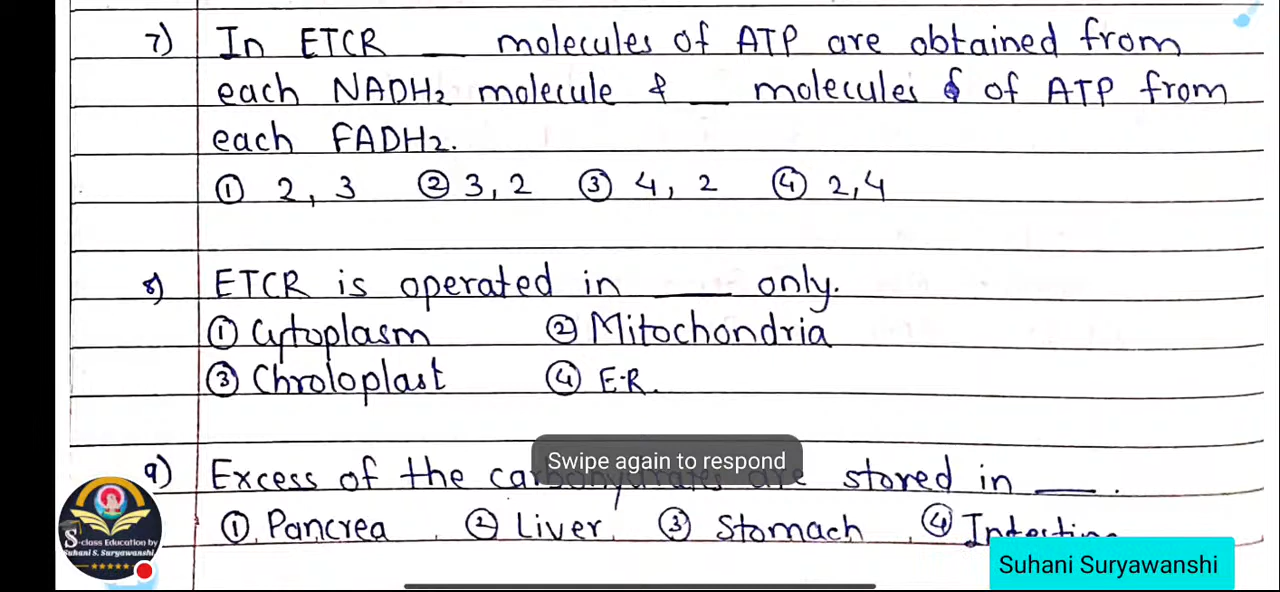 7) In ETCR __ molecules of ATP are obtained from
each NADH2 molecule & __ molecules of ATP from
each FADH2.
① 2, 3 ② 3, 2 ③ 4, 2 ④ 2,4
8) ETCR is operated in ___ only.
① Cytoplasm ② Mitochondria
③ Chroloplast ④ E.R.
Swipe again to respond
9) Excess of the carbohydrates are stored in __.
① Pancrea ② Liver ③ Stomach ④
S-class Education by
Suhani S. Suryawanshi
Suhani Suryawanshi